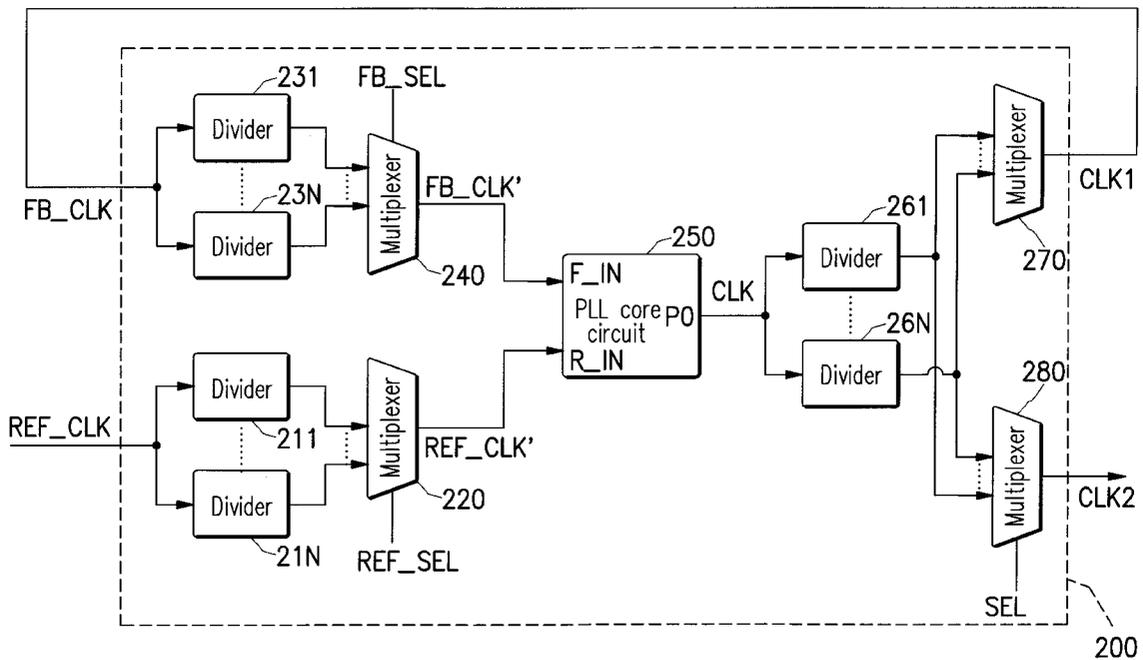 231
FB_SEL
Divider
Multiplexer
CLK1
270
FB_CLK
23N
Divider
Multiplexer
FB_CLK'
240
250
F_IN
PLL core
circuit
PO
R_IN
CLK
261
Divider
26N
Divider
REF_CLK
Divider
211
Divider
21N
Multiplexer
REF_CLK'
220
REF_SEL
280
Multiplexer
CLK2
SEL
200